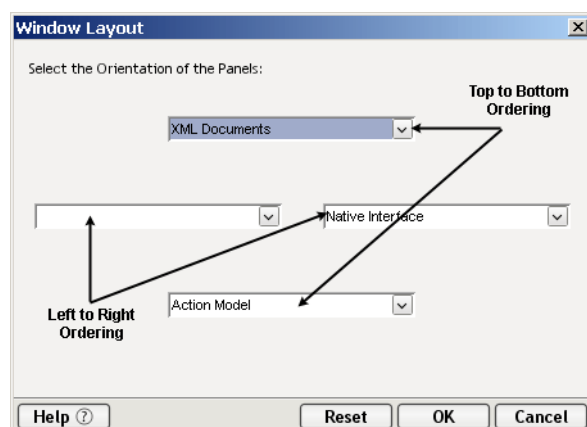 Window Layout
Select the Orientation of the Panels:
Top to Bottom
Ordering
XML Documents
Native Interface
Action Model
Left to Right
Ordering
Help ?
Reset
OK
Cancel